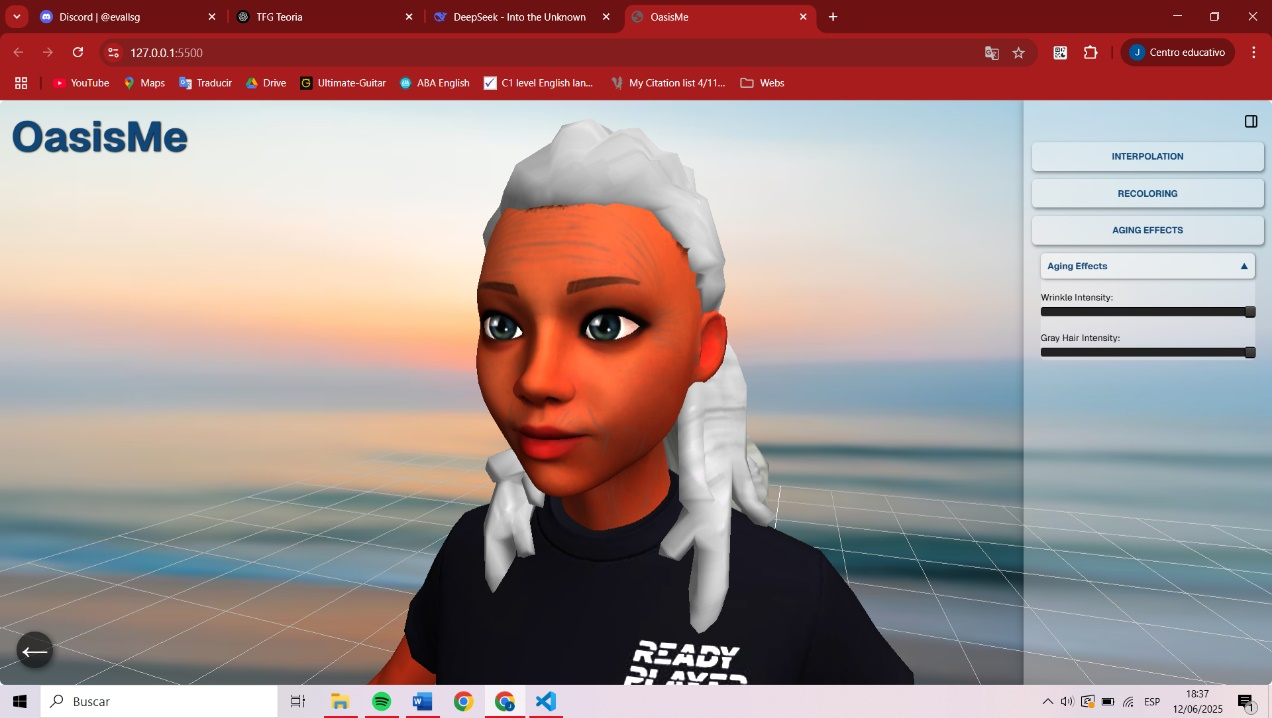 Discord | @evallsg
TFG Teoria
DeepSeek - Into the Unknown
OasisMe
127.0.0.1:5500
J Centro educativo
YouTube
Maps
Traducir
Drive
Ultimate-Guitar
ABA English
C1 level English lan...
My Citation list 4/11...
Webs
OasisMe
INTERPOLATION
RECOLORING
AGING EFFECTS
Aging Effects
Wrinkle Intensity:
Gray Hair Intensity:
READY
PLAYER
Buscar
ESP
18:37
12/06/2025
1